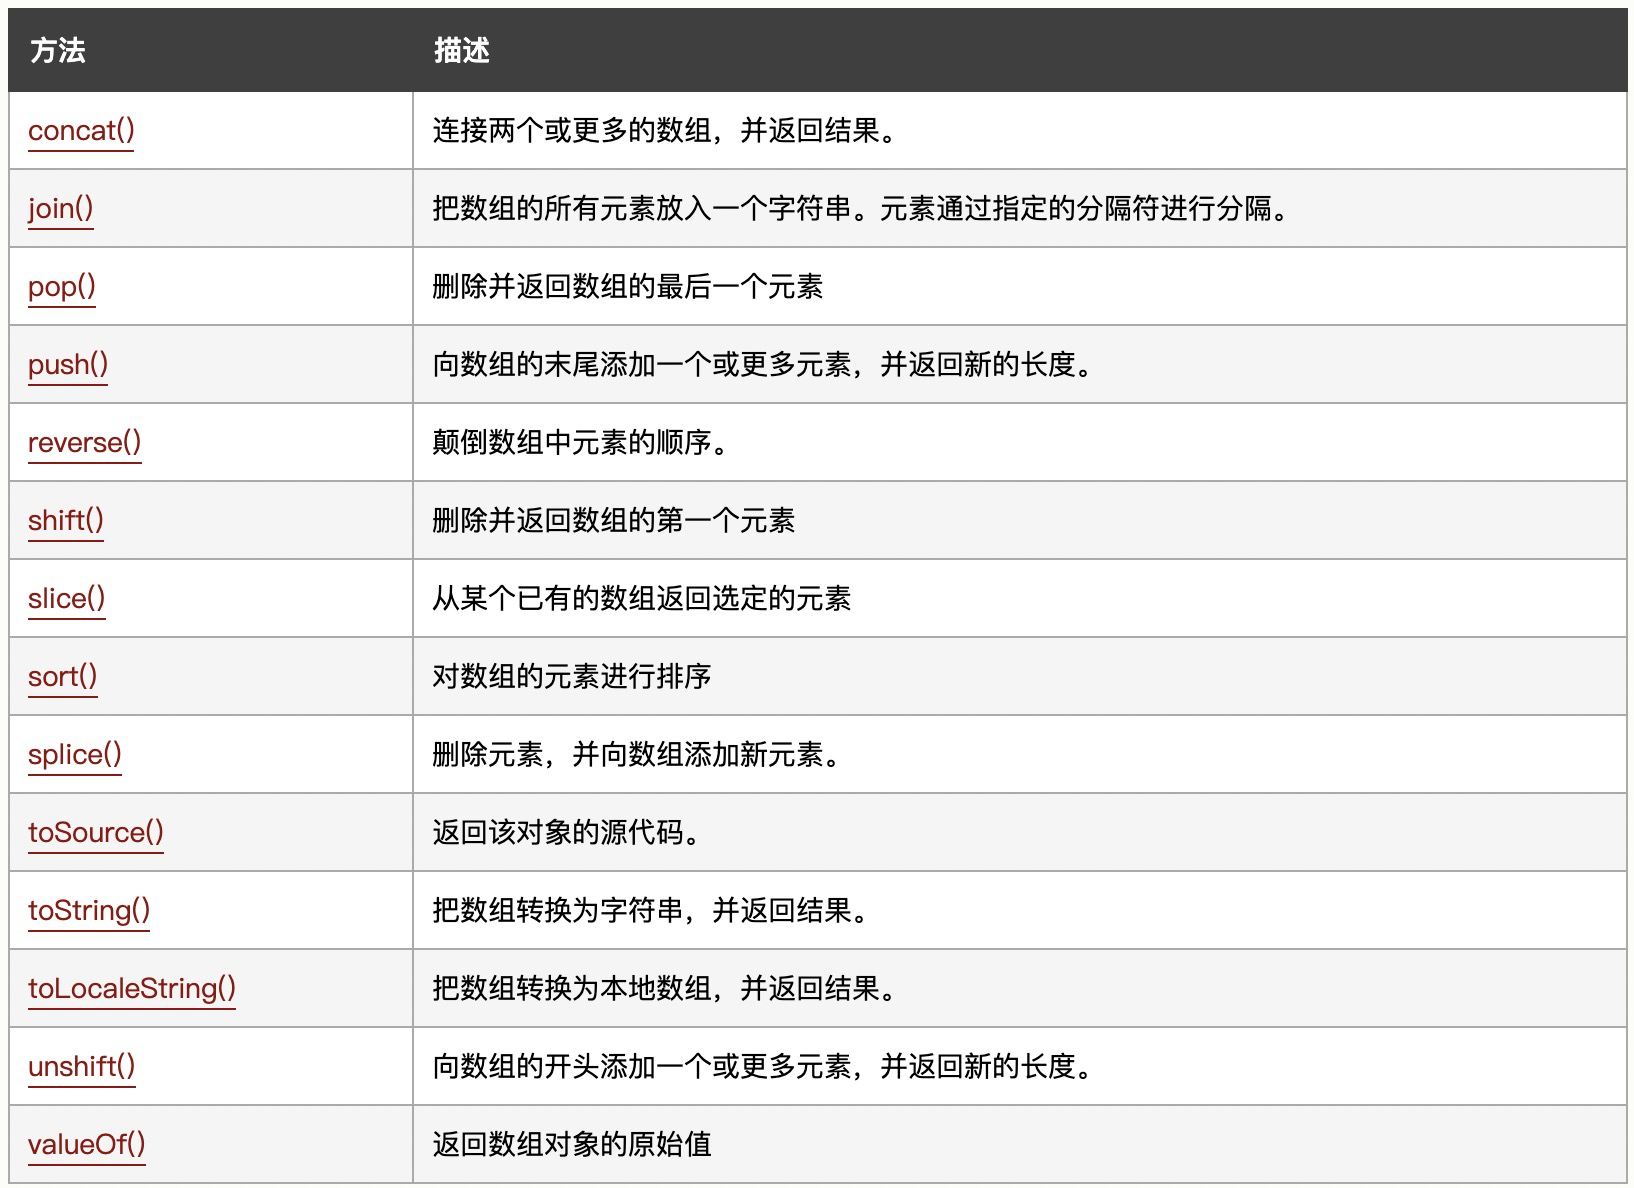 方法 描述
concat() 连接两个或更多的数组，并返回结果。
join() 把数组的所有元素放入一个字符串。元素通过指定的分隔符进行分隔。
pop() 删除并返回数组的最后一个元素
push() 向数组的末尾添加一个或更多元素，并返回新的长度。
reverse() 颠倒数组中元素的顺序。
shift() 删除并返回数组的第一个元素
slice() 从某个已有的数组返回选定的元素
sort() 对数组的元素进行排序
splice() 删除元素，并向数组添加新元素。
toSource() 返回该对象的源代码。
toString() 把数组转换为字符串，并返回结果。
toLocaleString() 把数组转换为本地数组，并返回结果。
unshift() 向数组的开头添加一个或更多元素，并返回新的长度。
valueOf() 返回数组对象的原始值